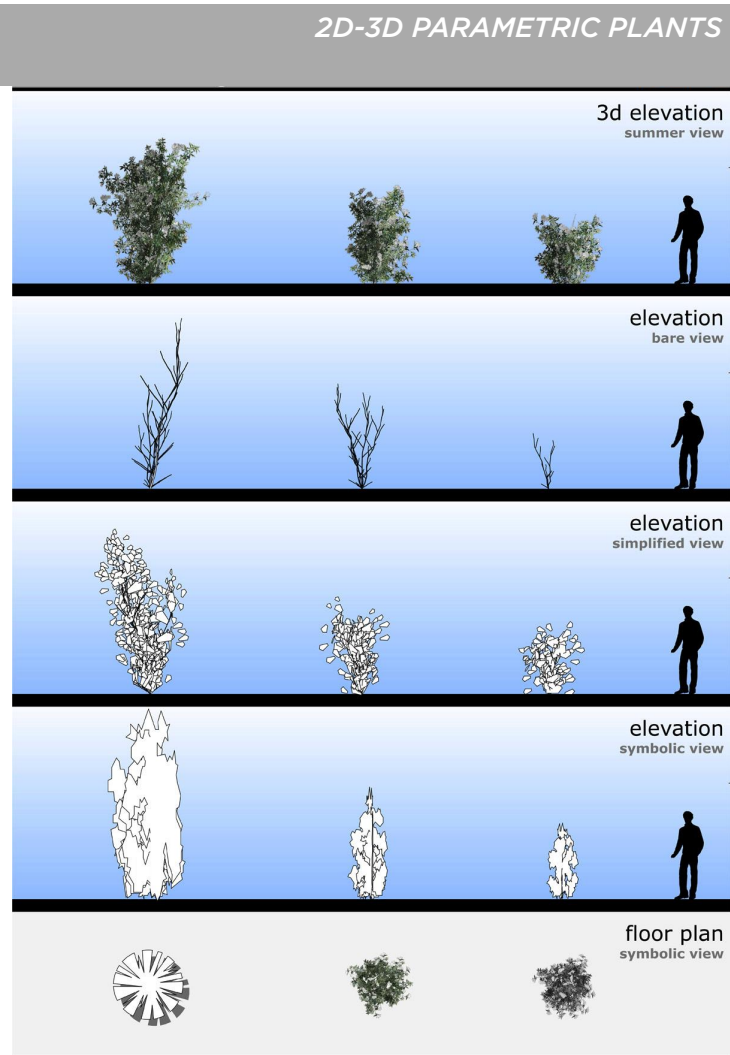 2D-3D PARAMETRIC PLANTS
3d elevation
summer view
elevation
bare view
elevation
simplified view
elevation
symbolic view
floor plan
symbolic view